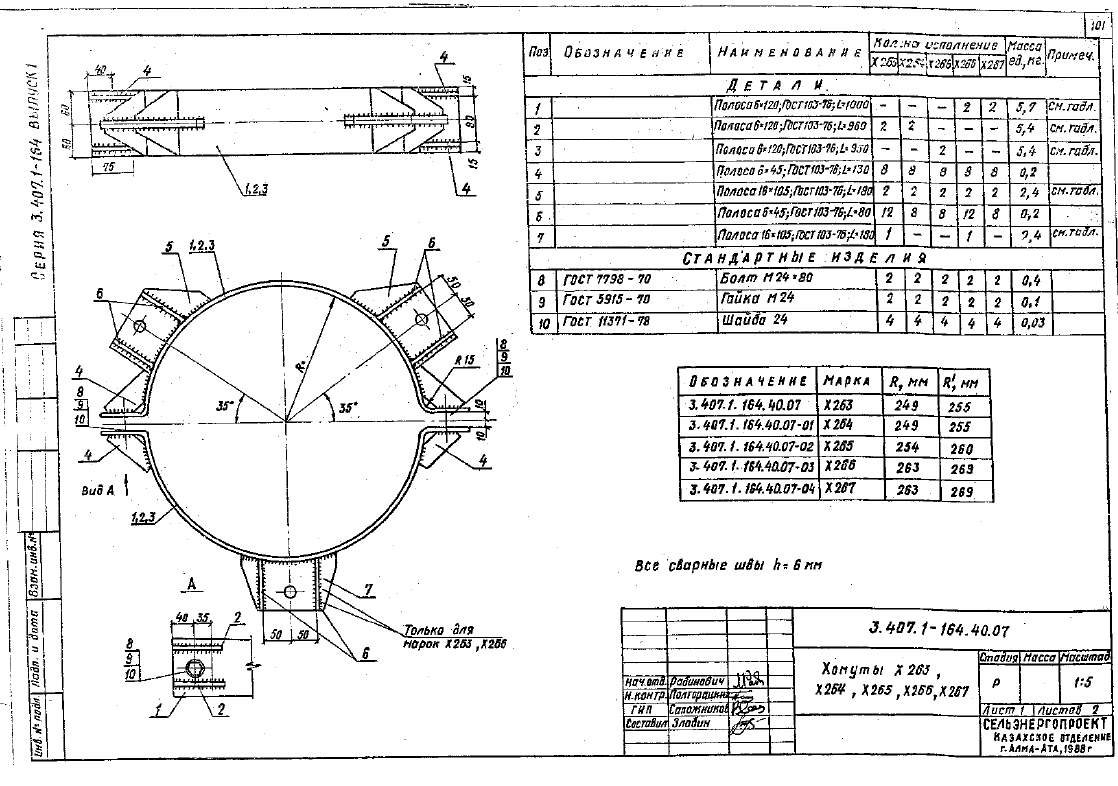 101
СЕРИЯ 3.407.1-164 ВЫПУСК 1
Поз. ОБОЗНАЧЕНИЕ НАИМЕНОВАНИЕ Кол. на исполнение Масса ед, кг. Примеч.
Х263 Х264 Х265 Х266 Х267
ДЕТАЛИ
1 Полоса 6×120; ГОСТ 103-76; L=1000 - - - 2 2 5,7 см. табл.
2 Полоса 6×120; ГОСТ 103-76; L=960 2 2 - - - 5,4 см. табл.
3 Полоса 6×120; ГОСТ 103-76; L=950 - - 2 - - 5,4 см. табл.
4 Полоса 6×45; ГОСТ 103-76; L=130 8 8 8 8 8 0,2
5 Полоса 16×105; ГОСТ 103-76; L=180 2 2 2 2 2 2,4 см. табл.
6 Полоса 6×45; ГОСТ 103-76; L=80 12 8 8 12 8 0,2
7 Полоса 16×105; ГОСТ 103-76; L=180 1 - - 1 - 2,4 см. табл.
СТАНДАРТНЫЕ ИЗДЕЛИЯ
8 ГОСТ 7798-70 Болт М24×80 2 2 2 2 2 0,4
9 ГОСТ 5915-70 Гайка М24 2 2 2 2 2 0,1
10 ГОСТ 11371-78 Шайба 24 4 4 4 4 4 0,03
40 4 4 15
60 60 80
75 15
1,2,3 4
5 1,2,3 5 6
6 50 30
R.
R 15
4 8 9 10
8 9 10
35° 35°
10 10
4 4
Вид А
1,2,3
А
7
40 35
2
8
9
10
1 2
50 50
6
Только для
марок Х263, Х266
ОБОЗНАЧЕНИЕ МАРКА R, мм R', мм
3.407.1.164.40.07 Х263 249 255
3.407.1.164.40.07-01 Х264 249 255
3.407.1.164.40.07-02 Х265 254 260
3.407.1.164.40.07-03 Х266 263 269
3.407.1.164.40.07-04 Х267 263 269
Все сварные швы h=6 мм
3.407.1-164.40.07
Хомуты Х263,
Х264, Х265, Х266, Х267
Стадия Масса Масштаб
Р 1:5
Лист 1 Листов 2
СЕЛЬЭНЕРГОПРОЕКТ
КАЗАХСКОЕ ОТДЕЛЕНИЕ
г. АЛМА-АТА, 1988г
Нач. отд. Рабинович
Н. контр.
ГИП Сапожников
Составил Злобин
Взам. инв. №
Подп. и дата
Инв. № подл.